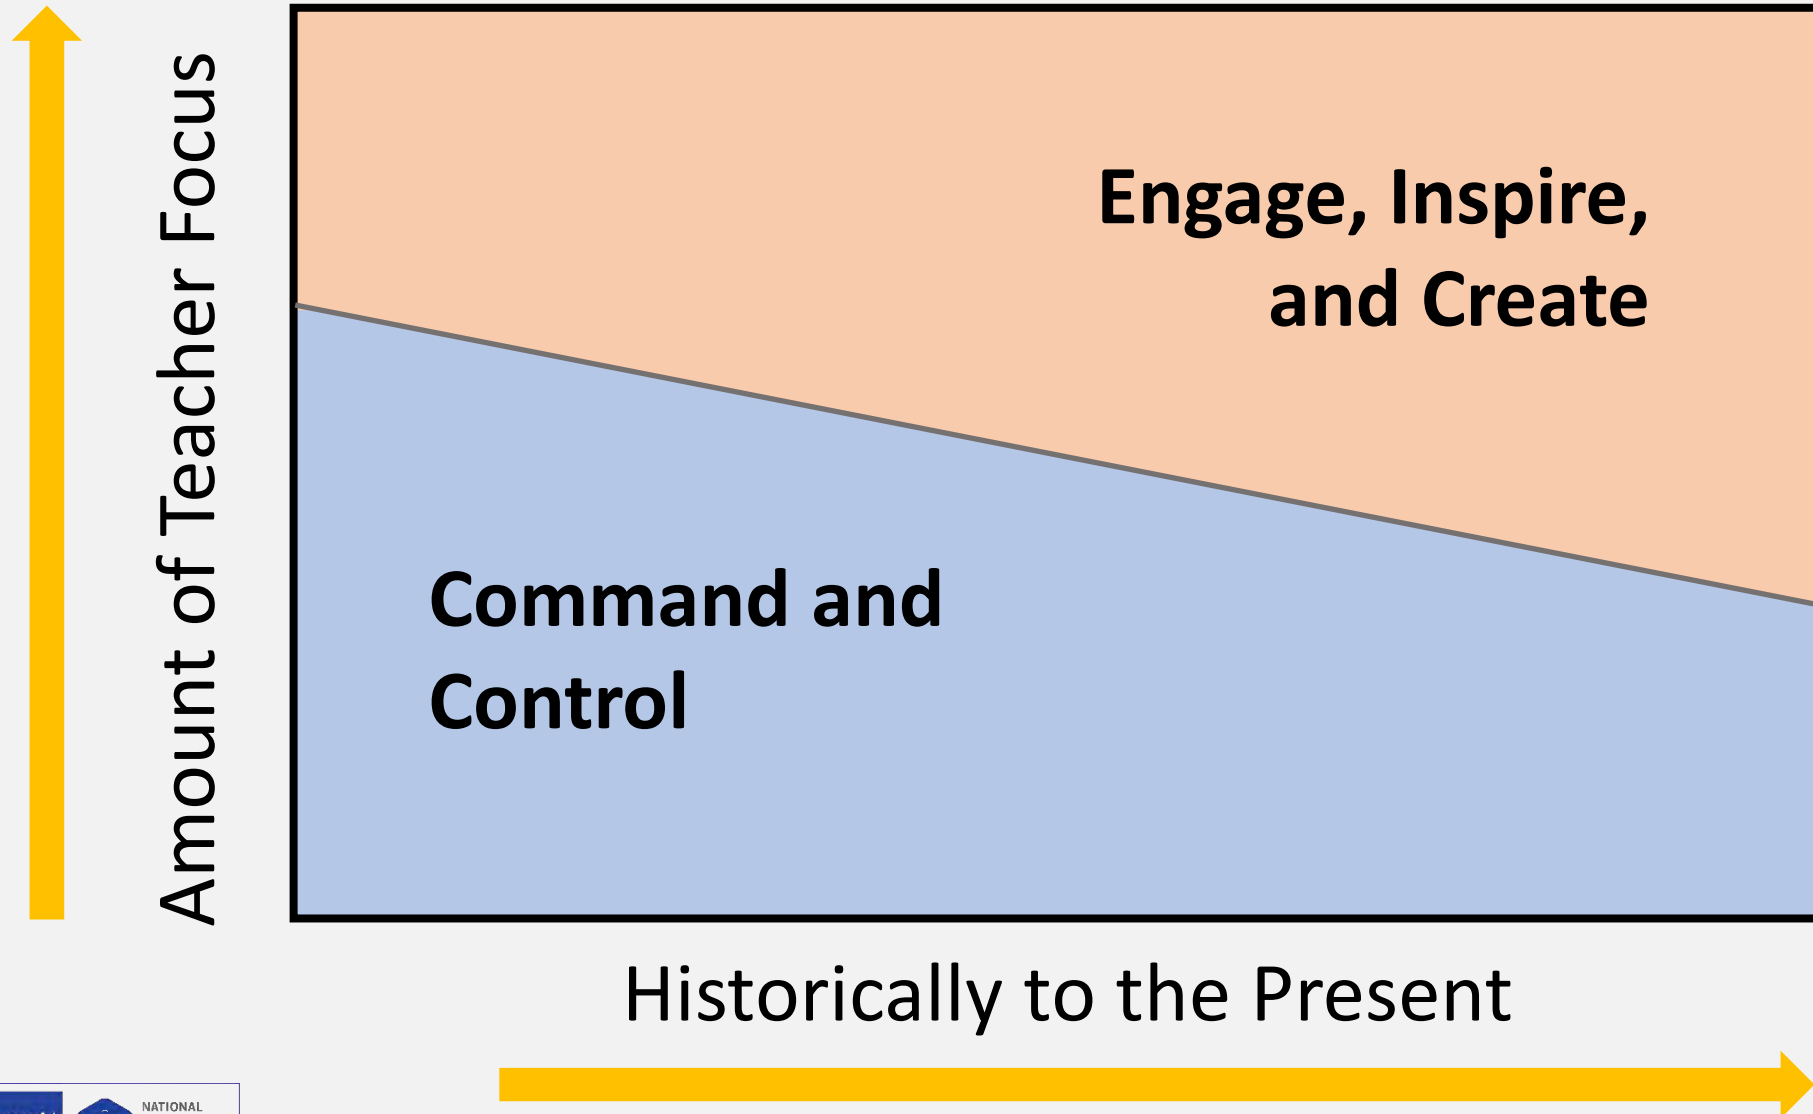 Amount of Teacher Focus
Engage, Inspire,
and Create
Command and
Control
Historically to the Present
NATIONAL